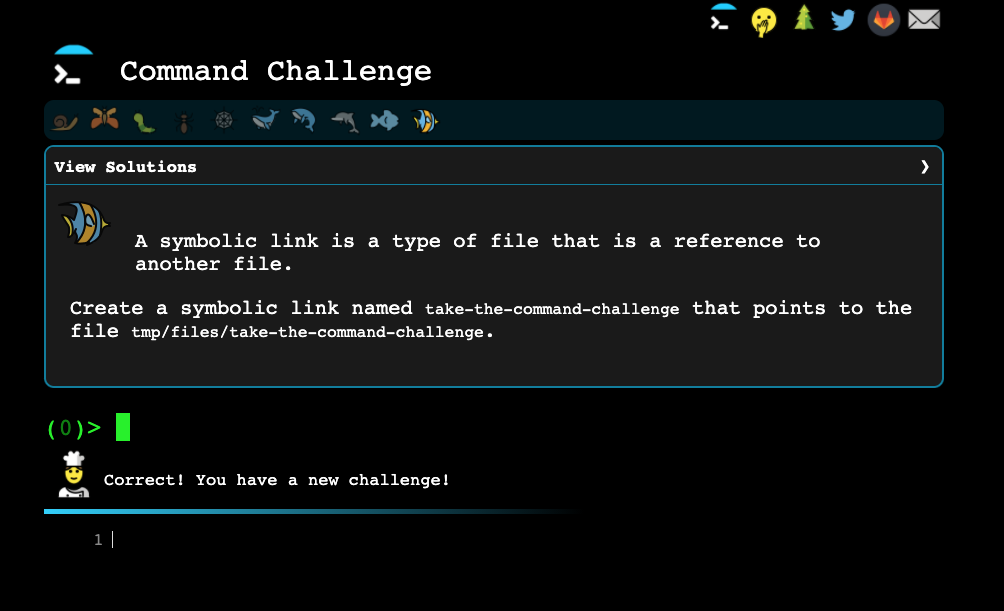 Command Challenge
View Solutions ❯
A symbolic link is a type of file that is a reference to
another file.
Create a symbolic link named take-the-command-challenge that points to the
file tmp/files/take-the-command-challenge.
(0)>
Correct! You have a new challenge!
1